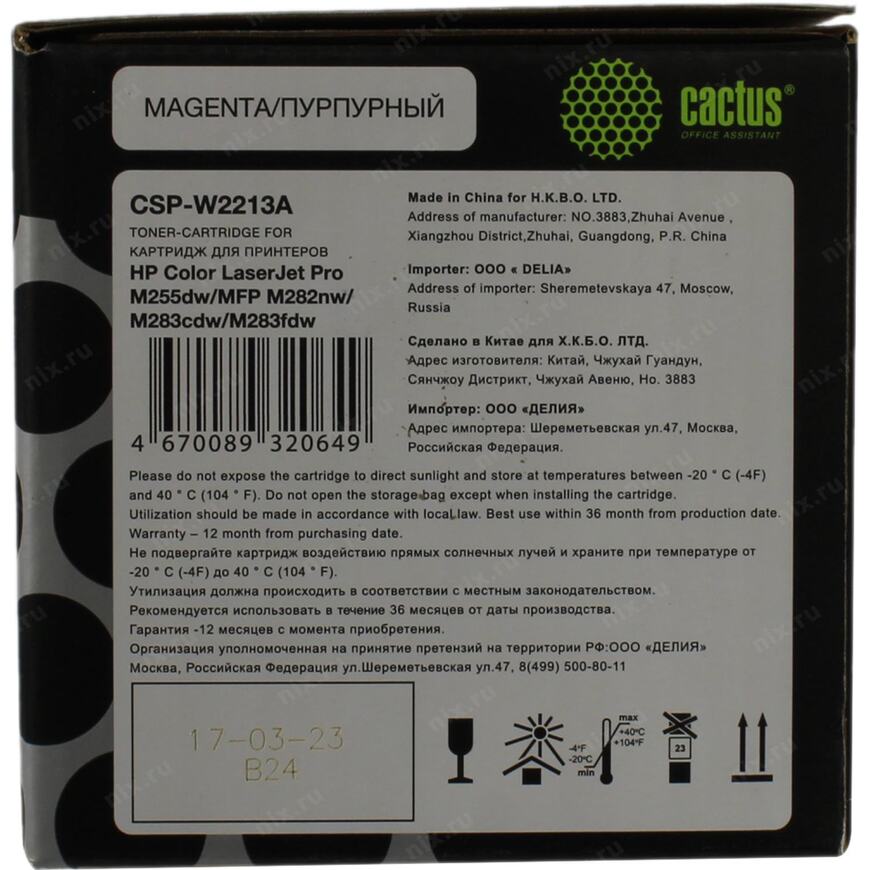 MAGENTA/ПУРПУРНЫЙ
cactus®
OFFICE ASSISTANT
CSP-W2213A
TONER-CARTRIDGE FOR
КАРТРИДЖ ДЛЯ ПРИНТЕРОВ
HP Color LaserJet Pro
M255dw/MFP M282nw/
M283cdw/M283fdw
4 670089 320649
Made in China for H.K.B.O. LTD.
Address of manufacturer: NO.3883,Zhuhai Avenue ,
Xiangzhou District,Zhuhai, Guangdong, P.R. China
Importer: OOO « DELIA»
Address of importer: Sheremetevskaya 47, Moscow,
Russia
Сделано в Китае для Х.К.Б.О. ЛТД.
Адрес изготовителя: Китай, Чжухай Гуандун,
Сянчжоу Дистрикт, Чжухай Авеню, Но. 3883
Импортер: ООО «ДЕЛИЯ»
Адрес импортера: Шереметьевская ул.47, Москва,
Российская Федерация.
Please do not expose the cartridge to direct sunlight and store at temperatures between -20 ° C (-4F)
and 40 ° C (104 ° F). Do not open the storage bag except when installing the cartridge.
Utilization should be made in accordance with local law. Best use within 36 month from production date.
Warranty – 12 month from purchasing date.
Не подвергайте картридж воздействию прямых солнечных лучей и храните при температуре от
-20 ° C (-4F) до 40 ° C (104 ° F).
Утилизация должна происходить в соответствии с местным законодательством.
Рекомендуется использовать в течение 36 месяцев от даты производства.
Гарантия -12 месяцев с момента приобретения.
Организация уполномоченная на принятие претензий на территории РФ:ООО «ДЕЛИЯ»
Москва, Российская Федерация ул.Шереметьевская ул.47, 8(499) 500-80-11
17-03-23
B24
-4°F
-20°C
min
max
+40°C
+104°F
23
nix.ru